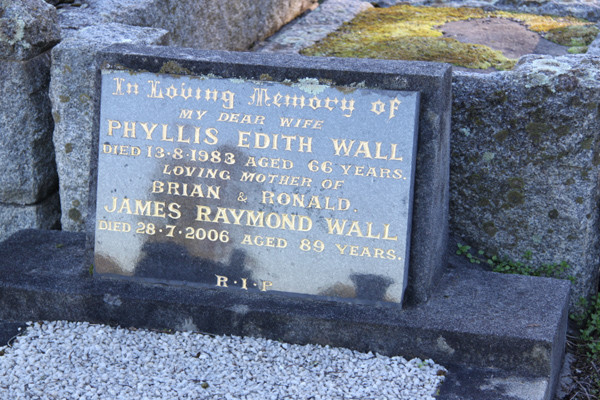 In Loving Memory of
MY DEAR WIFE
PHYLLIS EDITH WALL
DIED 13·8·1983 AGED 66 YEARS.
LOVING MOTHER OF
BRIAN & RONALD.
JAMES RAYMOND WALL
DIED 28·7·2006 AGED 89 YEARS.
R·I·P